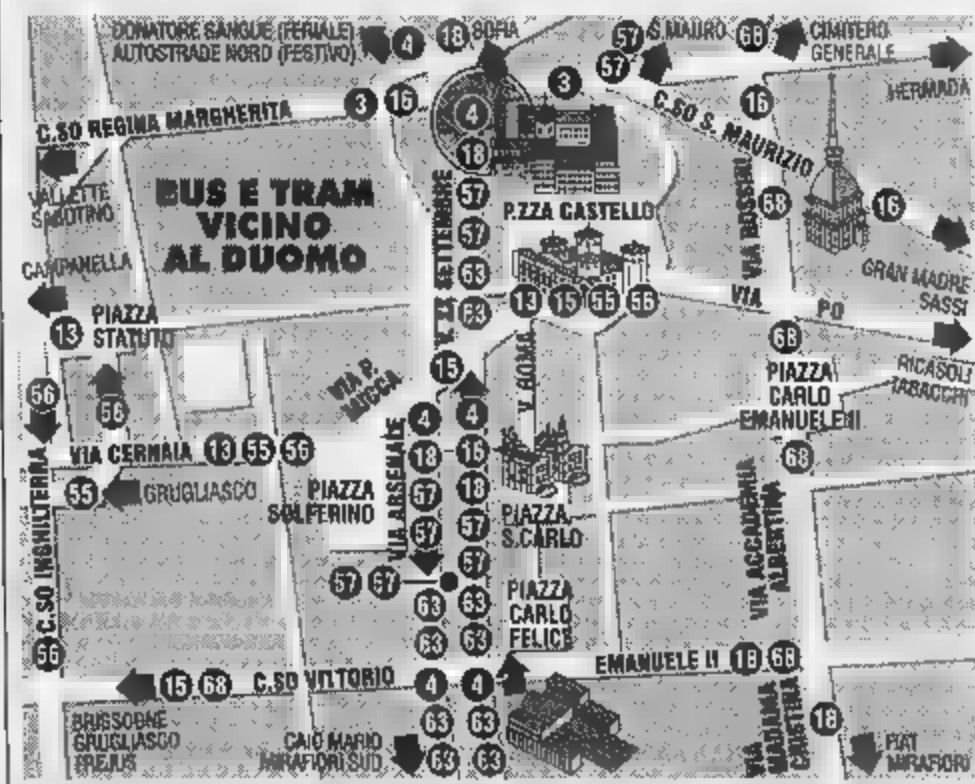 DONATORE SANGUE (FERIALE)
AUTOSTRADE NORD (FESTIVO)
4
18
SOFIA
57
S.MAURO
68
CIMITERO
GENERALE
57
HERMADA
3
16
3
16
C.SO REGINA MARGHERITA
C.SO S. MAURIZIO
4
18
VALLETTE
BUS E TRAM
VICINO
AL DUOMO
57
57
63
63
P.ZZA CASTELLO
VIA ROSSINI
68
16
CAMPANELLA
GRAN MADRE
SASSI
13
15
55
56
VIA
PO
13
PIAZZA
STATUTO
68
RICASOLI
TABACCHI
15
V. ROMA
VIA P.
MICCA
PIAZZA
CARLO
EMANUELE II
56
56
4
4
68
VIA CERNAIA
13
55
56
VIA ARSENALE
18
16
55
GRUGLIASCO
PIAZZA
SOLFERINO
57
18
PIAZZA
S.CARLO
57
57
VIA ACCADEMIA
ALBERTINA
57
67
57
C.SO INGHILTERRA
63
63
PIAZZA
CARLO
FELICE
63
63
56
EMANUELE II
18
68
15
68
C.SO VITTORIO
4
4
BRISSOGNE
GRUGLIASCO
FREJUS
CAIO MARIO
MIRAFIORI SUD
63
63
63
63
VIA
MADAMA
CRISTINA
18
FIAT
MIRAFIORI